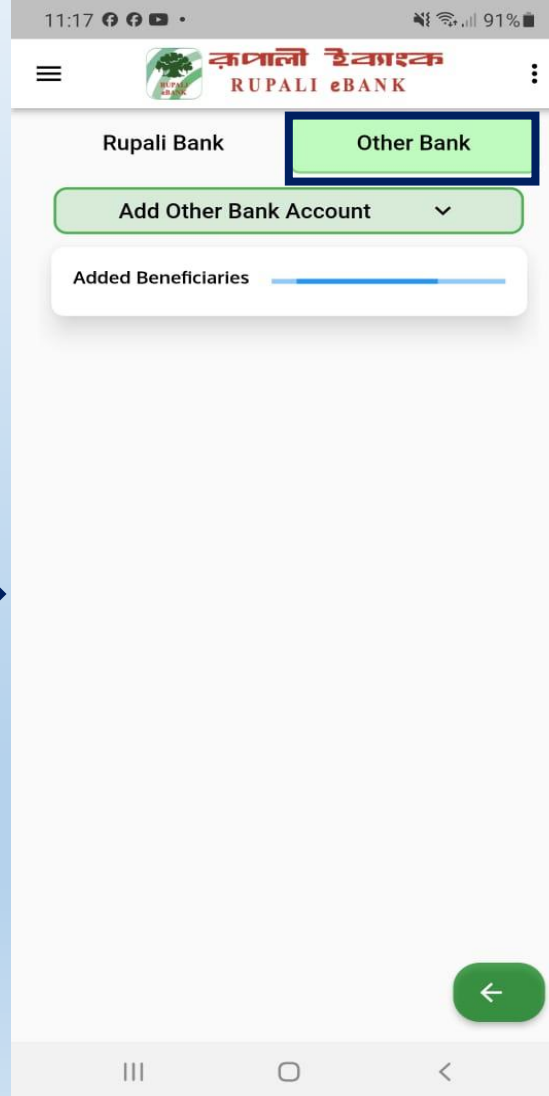 11:17
91%
রূপালী ইব্যাংক
RUPALI eBANK
RUPALI
eBANK
Rupali Bank
Other Bank
Add Other Bank Account
Added Beneficiaries